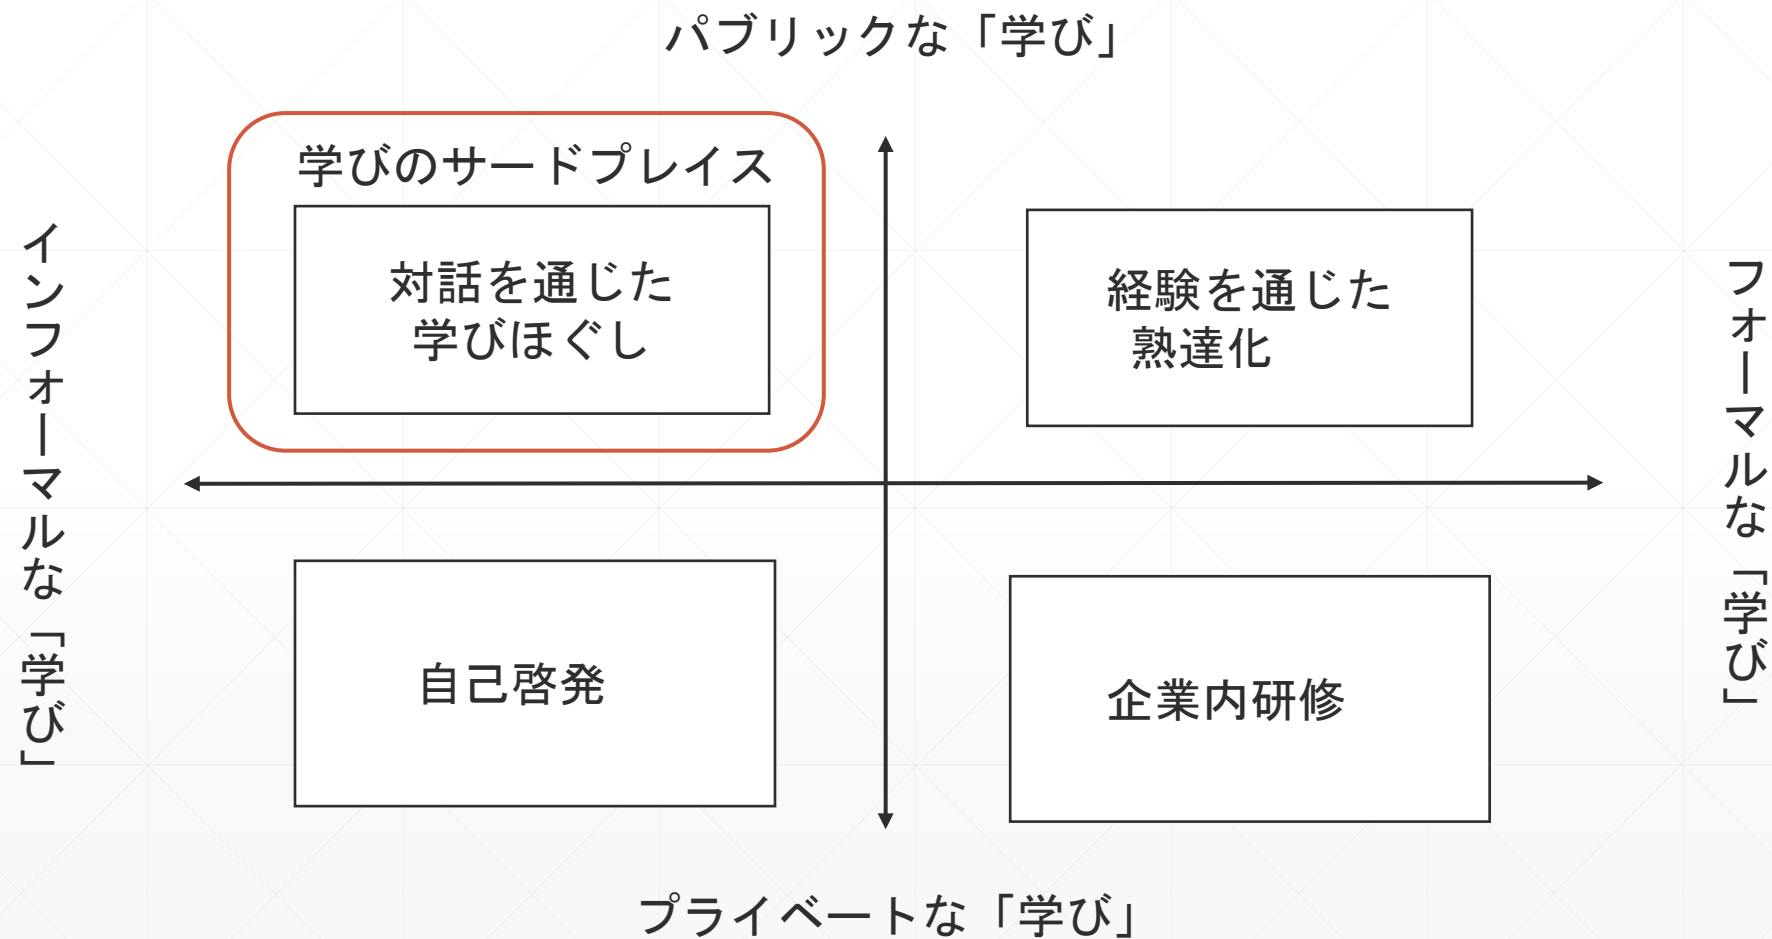 パブリックな「学び」
学びのサードプレイス
対話を通じた
学びほぐし
経験を通じた
熟達化
インフォーマルな「学び」
フォーマルな「学び」
自己啓発
企業内研修
プライベートな「学び」